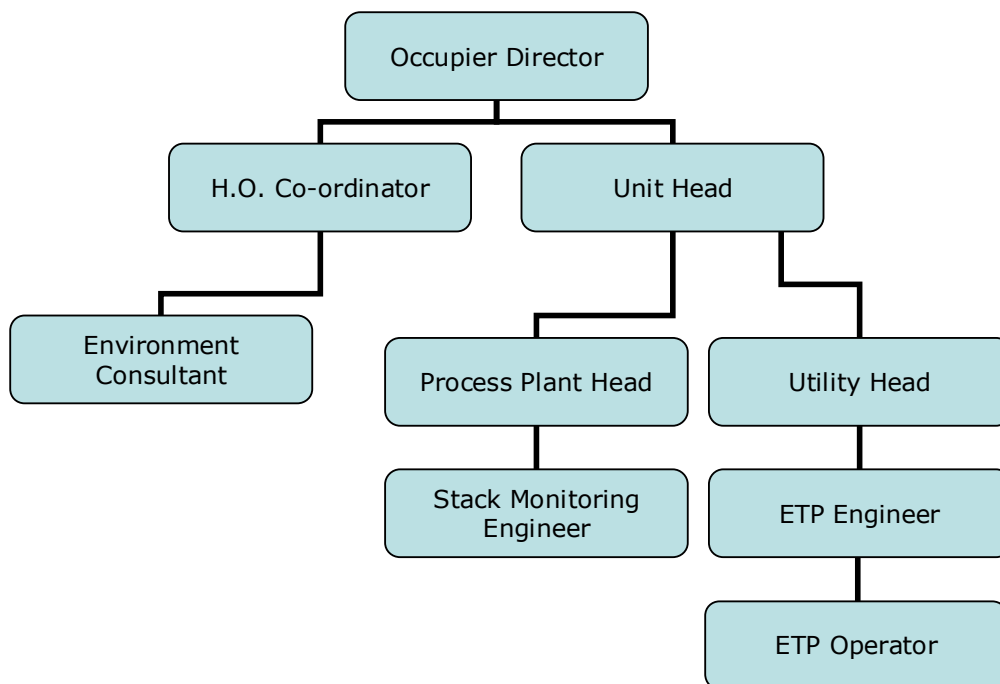 Occupier Director
H.O. Co-ordinator
Unit Head
Environment
Consultant
Process Plant Head
Utility Head
Stack Monitoring
Engineer
ETP Engineer
ETP Operator